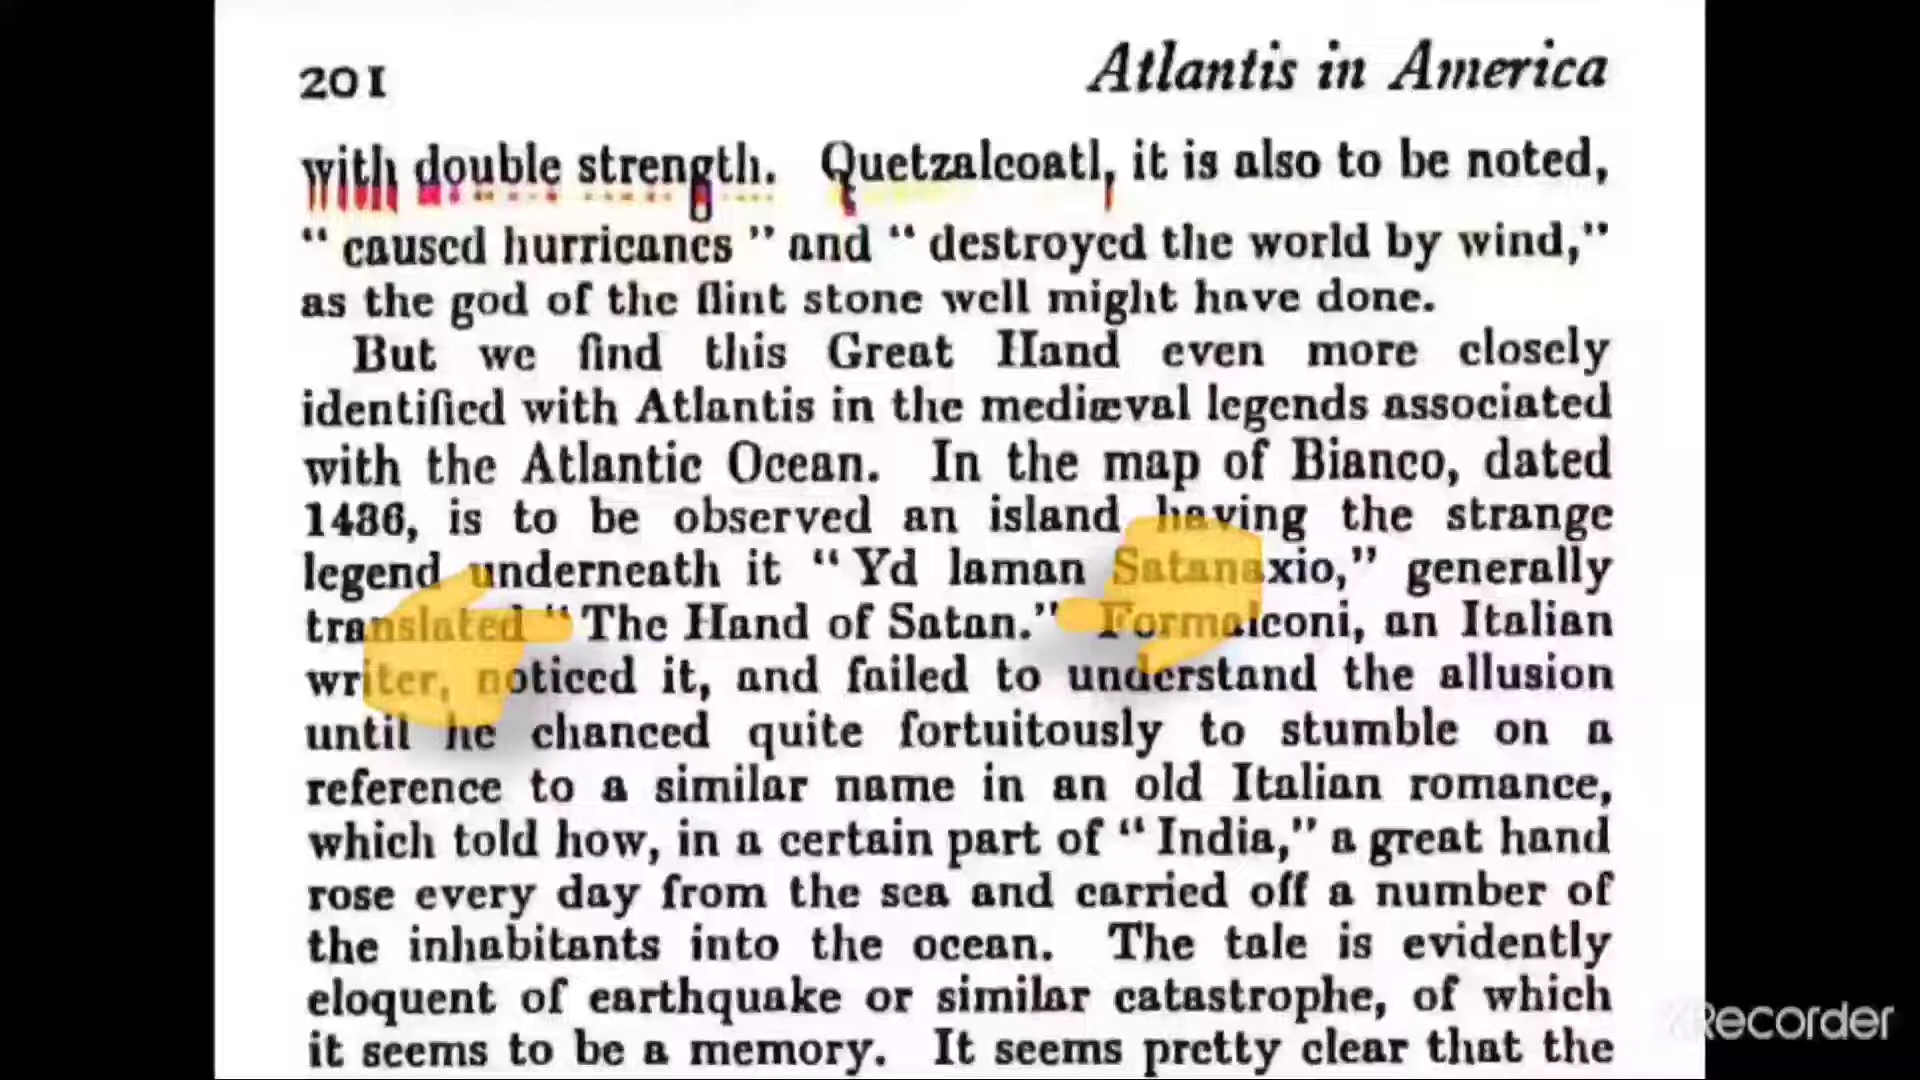 201 Atlantis in America
with double strength. Quetzalcoatl, it is also to be noted,
“ caused hurricanes ” and “ destroyed the world by wind,”
as the god of the flint stone well might have done.
But we find this Great Hand even more closely
identified with Atlantis in the mediæval legends associated
with the Atlantic Ocean. In the map of Bianco, dated
1436, is to be observed an island having the strange
legend underneath it “ Yd laman Satanaxio,” generally
translated “ The Hand of Satan.” Formalconi, an Italian
writer, noticed it, and failed to understand the allusion
until he chanced quite fortuitously to stumble on a
reference to a similar name in an old Italian romance,
which told how, in a certain part of “ India,” a great hand
rose every day from the sea and carried off a number of
the inhabitants into the ocean. The tale is evidently
eloquent of earthquake or similar catastrophe, of which
it seems to be a memory. It seems pretty clear that the
XRecorder